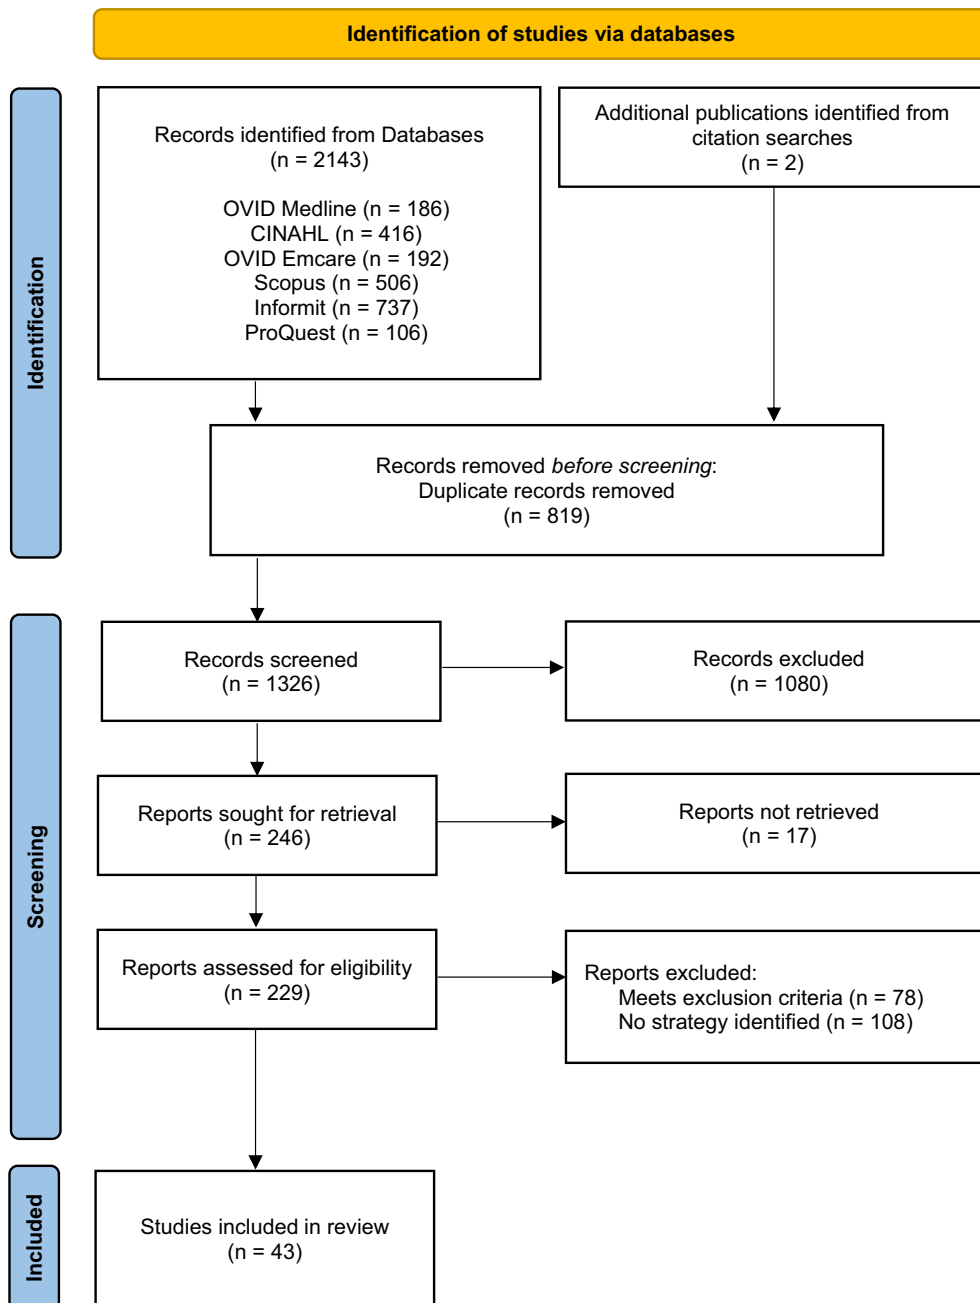 Identification of studies via databases
Identification
Records identified from Databases
(n = 2143)
OVID Medline (n = 186)
CINAHL (n = 416)
OVID Emcare (n = 192)
Scopus (n = 506)
Informit (n = 737)
ProQuest (n = 106)
Additional publications identified from
citation searches
(n = 2)
Records removed before screening:
Duplicate records removed
(n = 819)
Screening
Records screened
(n = 1326)
Records excluded
(n = 1080)
Reports sought for retrieval
(n = 246)
Reports not retrieved
(n = 17)
Reports assessed for eligibility
(n = 229)
Reports excluded:
Meets exclusion criteria (n = 78)
No strategy identified (n = 108)
Included
Studies included in review
(n = 43)